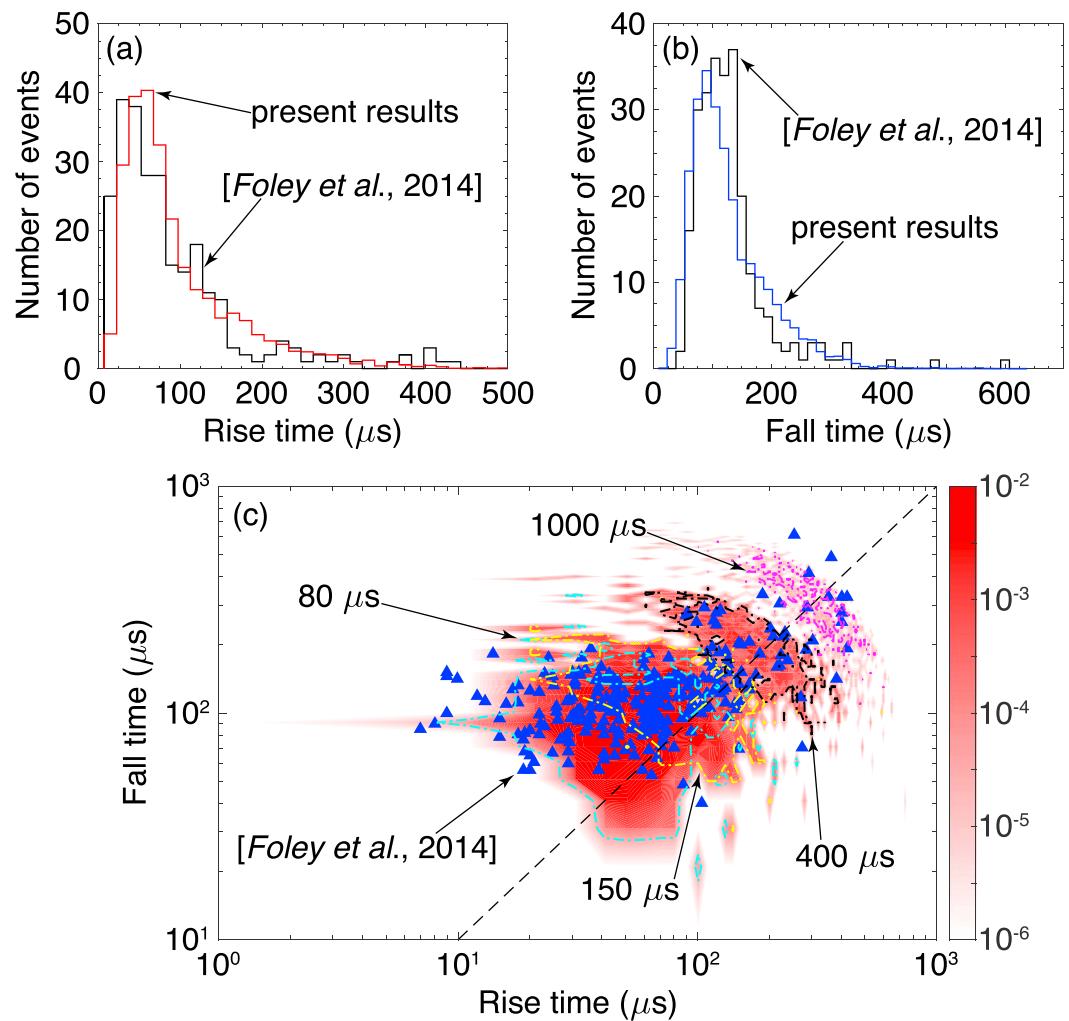 50
40
30
20
10
0
Number of events
(a)
present results
[Foley et al., 2014]
0
100
200
300
400
500
Rise time (μs)
40
30
20
10
0
Number of events
(b)
[Foley et al., 2014]
present results
0
200
400
600
Fall time (μs)
10³
10²
10¹
Fall time (μs)
(c)
1000 μs
80 μs
[Foley et al., 2014]
150 μs
400 μs
10⁰
10¹
10²
10³
Rise time (μs)
10⁻²
10⁻³
10⁻⁴
10⁻⁵
10⁻⁶